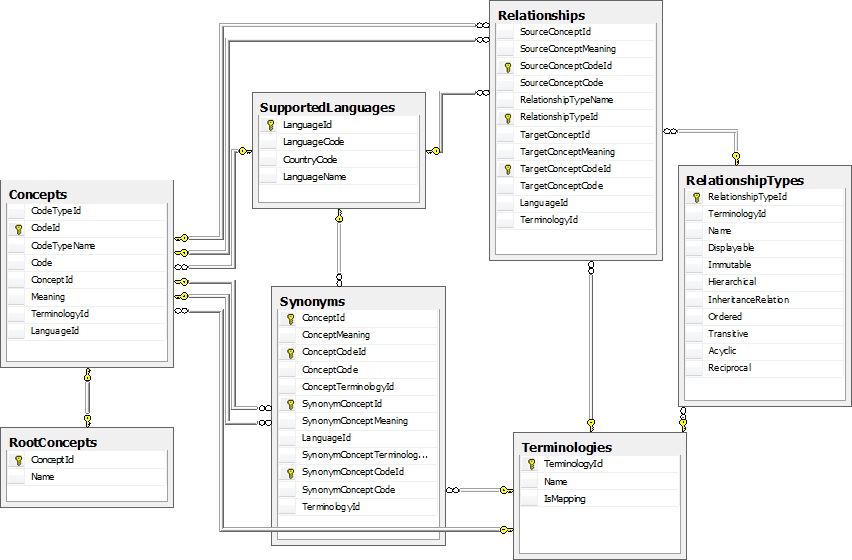 Relationships
SourceConceptId
SourceConceptMeaning
SourceConceptCodeId
SourceConceptCode
RelationshipTypeName
RelationshipTypeId
TargetConceptId
TargetConceptMeaning
TargetConceptCodeId
TargetConceptCode
LanguageId
TerminologyId
SupportedLanguages
LanguageId
LanguageCode
CountryCode
LanguageName
Concepts
CodeTypeId
CodeId
CodeTypeName
Code
ConceptId
Meaning
TerminologyId
LanguageId
RelationshipTypes
RelationshipTypeId
TerminologyId
Name
Displayable
Immutable
Hierarchical
InheritanceRelation
Ordered
Transitive
Acyclic
Reciprocal
Synonyms
ConceptId
ConceptMeaning
ConceptCodeId
ConceptCode
ConceptTerminologyId
SynonymConceptId
SynonymConceptMeaning
LanguageId
SynonymConceptTerminolog...
SynonymConceptCodeId
SynonymConceptCode
TerminologyId
RootConcepts
ConceptId
Name
Terminologies
TerminologyId
Name
IsMapping